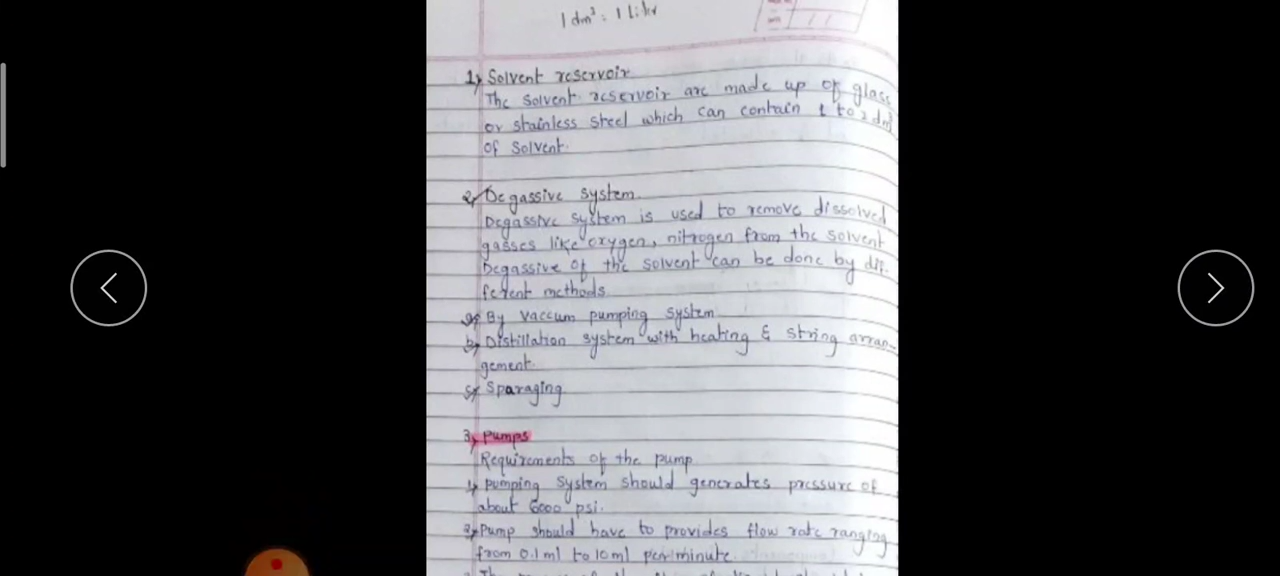 1 dm³ : 1 Liter
1) Solvent reservoir
The solvent reservoir are made up of glass
or stainless steel which can contain 1 to 2 dm³
of solvent.
2) Degassive system.
Degassive system is used to remove dissolved
gasses like oxygen, nitrogen from the solvent
Degassive of the solvent can be done by dif-
ferent methods.
a) By vaccum pumping system
b) Distillation system with heating & string arran-
gement.
c) Sparaging
3) Pumps
Requirements of the pump
1) pumping system should generates pressure of
about 6000 psi.
2) Pump should have to provides flow rate ranging
from 0.1 ml to 10 ml per minute.